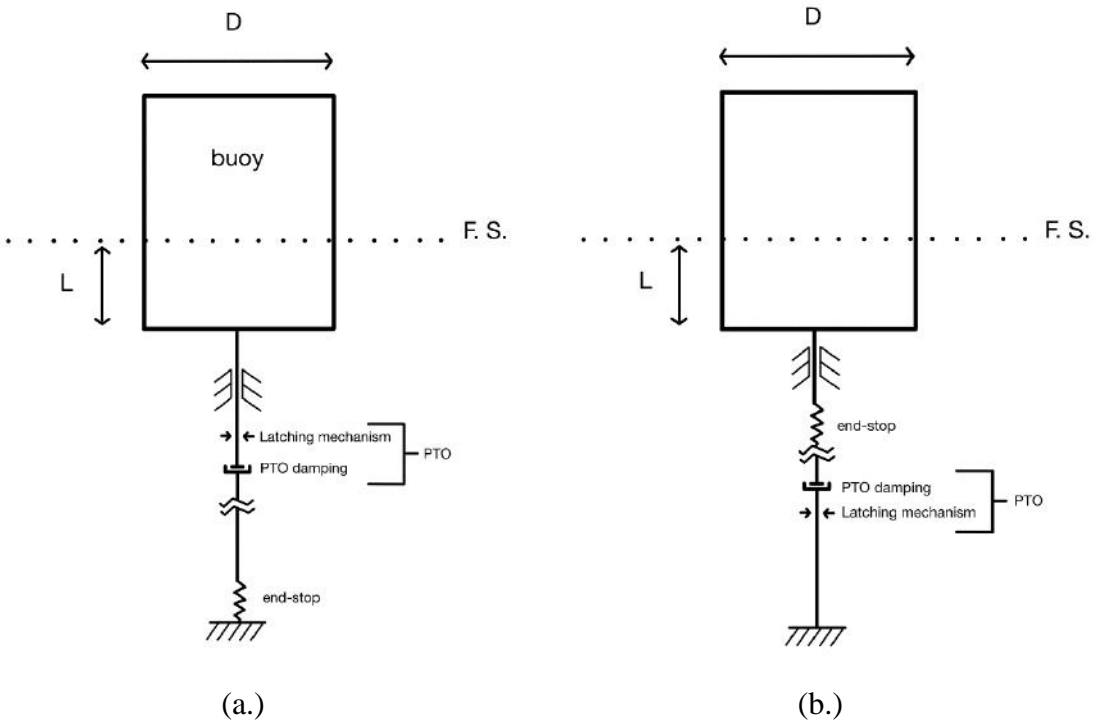 D
buoy
F. S.
L
Latching mechanism
PTO damping
PTO
end-stop
(a.)
D
F. S.
L
end-stop
PTO damping
Latching mechanism
PTO
(b.)